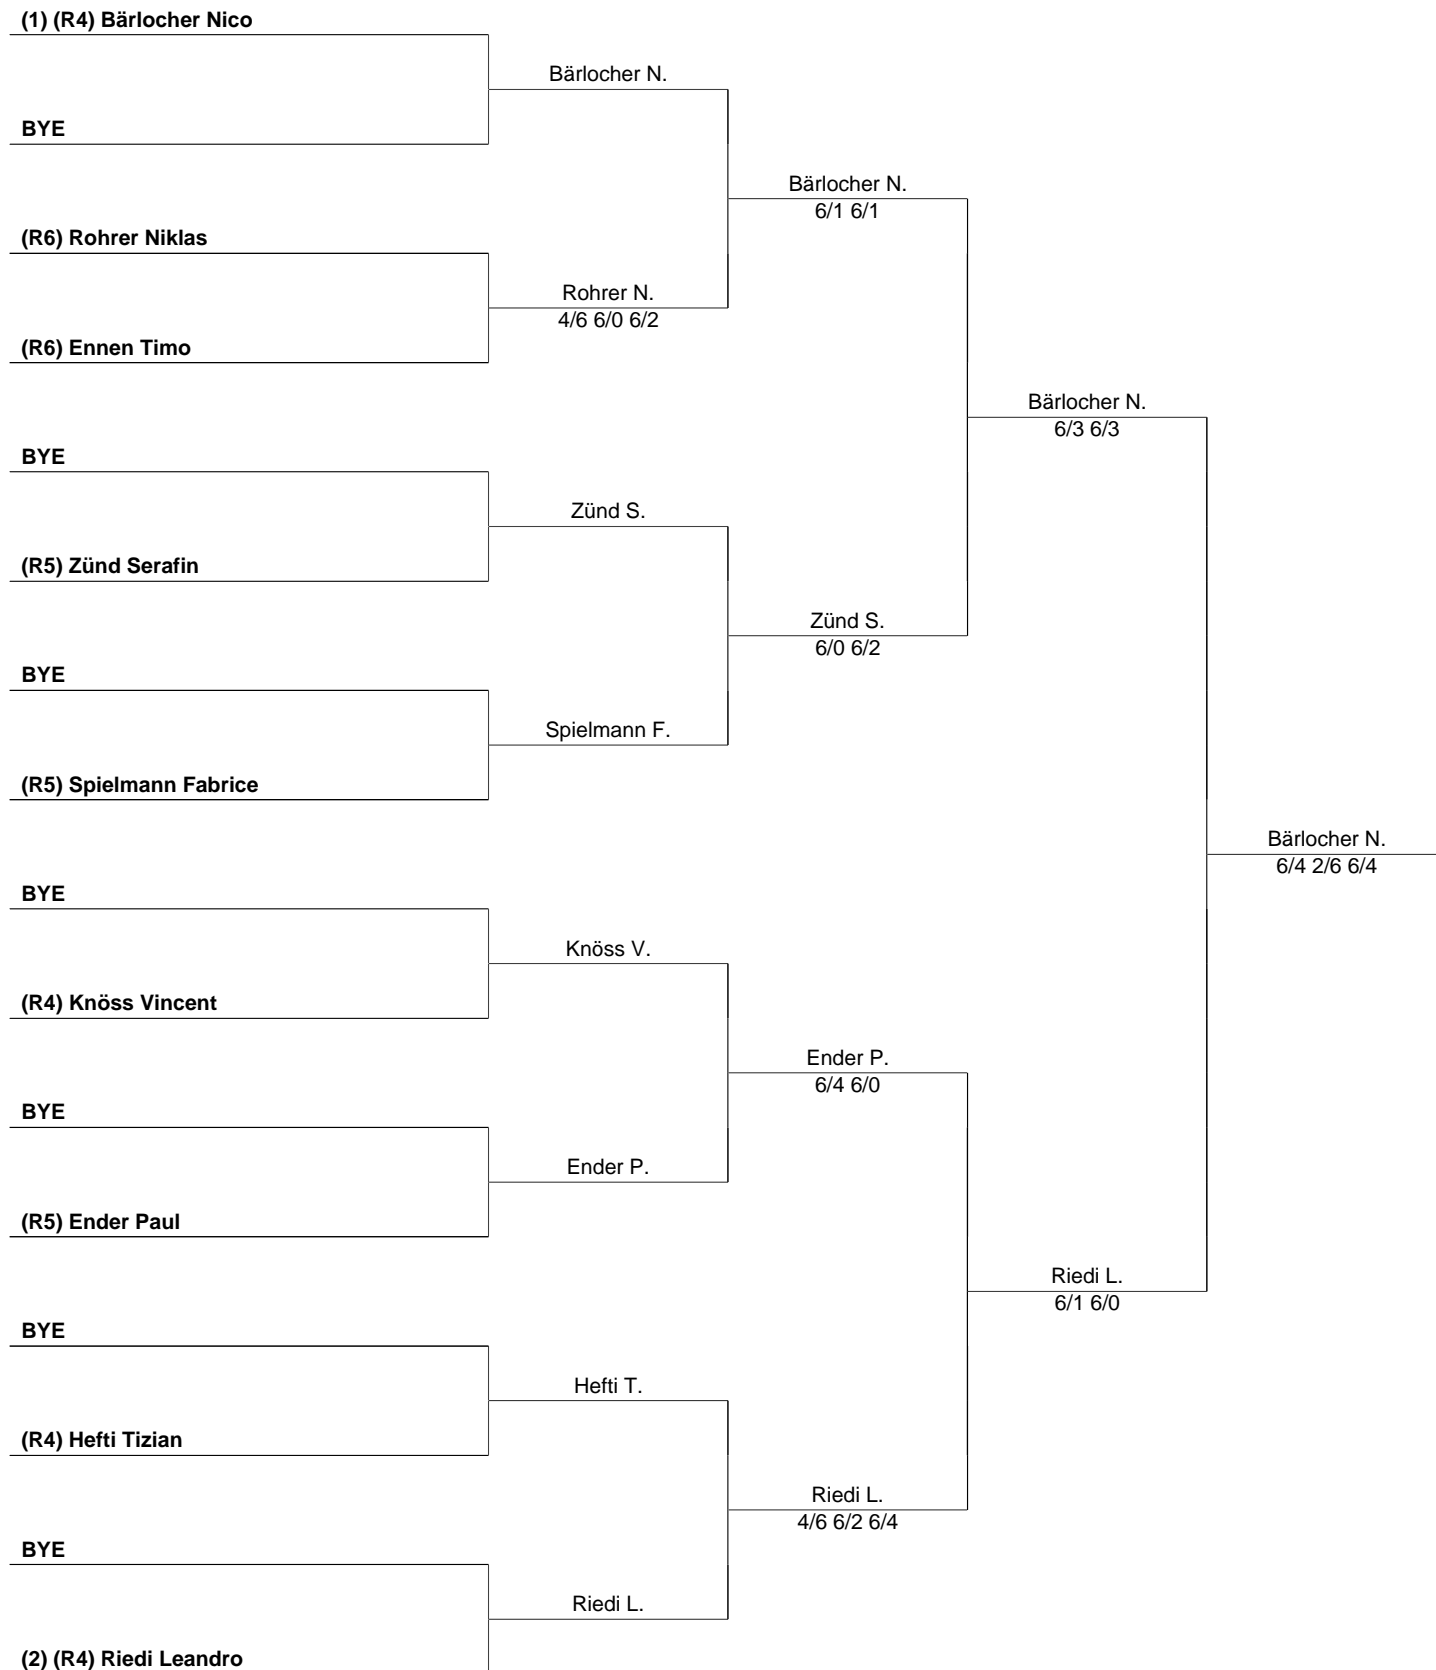 (1) (R4) Bärlocher Nico
Bärlocher N.
BYE
Bärlocher N.
6/1 6/1
(R6) Rohrer Niklas
Rohrer N.
4/6 6/0 6/2
(R6) Ennen Timo
Bärlocher N.
6/3 6/3
BYE
Zünd S.
(R5) Zünd Serafin
Zünd S.
6/0 6/2
BYE
Spielmann F.
(R5) Spielmann Fabrice
Bärlocher N.
6/4 2/6 6/4
BYE
Knöss V.
(R4) Knöss Vincent
Ender P.
6/4 6/0
BYE
Ender P.
(R5) Ender Paul
Riedi L.
6/1 6/0
BYE
Hefti T.
(R4) Hefti Tizian
Riedi L.
4/6 6/2 6/4
BYE
Riedi L.
(2) (R4) Riedi Leandro